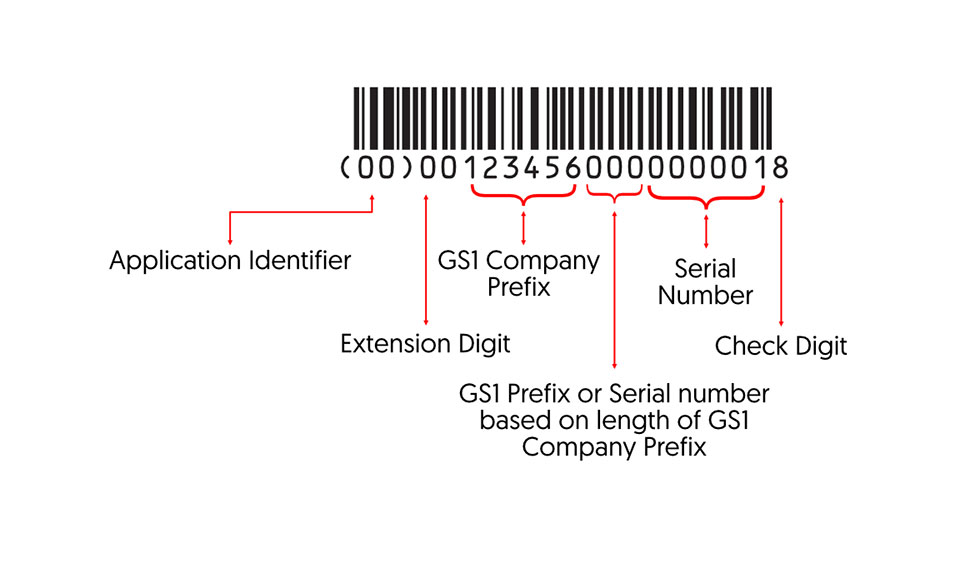 (00)001234560000000018
Application Identifier
GS1 Company
Prefix
Serial
Number
Extension Digit
Check Digit
GS1 Prefix or Serial number
based on length of GS1
Company Prefix